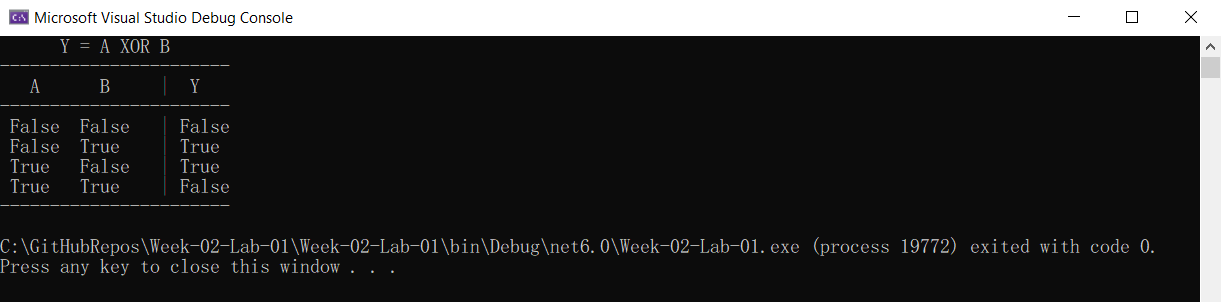 Microsoft Visual Studio Debug Console
      Y = A XOR B
-----------------------
   A      B     |  Y
-----------------------
 False  False   | False
 False  True    | True
 True   False   | True
 True   True    | False
-----------------------
C:\GitHubRepos\Week-02-Lab-01\Week-02-Lab-01\bin\Debug\net6.0\Week-02-Lab-01.exe (process 19772) exited with code 0.
Press any key to close this window . . .